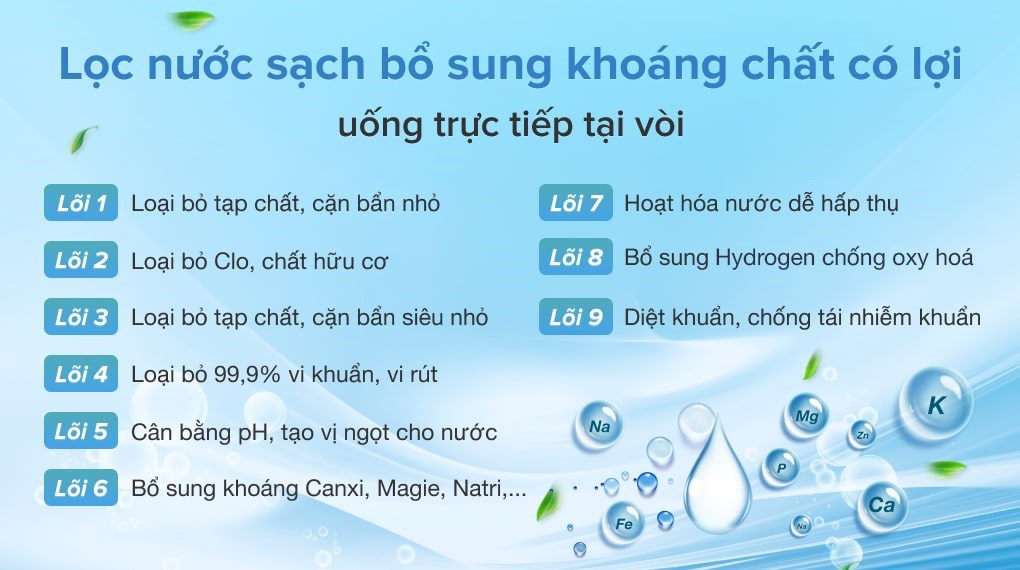 Lọc nước sạch bổ sung khoáng chất có lợi
uống trực tiếp tại vòi
Lõi 1 Loại bỏ tạp chất, cặn bẩn nhỏ
Lõi 2 Loại bỏ Clo, chất hữu cơ
Lõi 3 Loại bỏ tạp chất, cặn bẩn siêu nhỏ
Lõi 4 Loại bỏ 99,9% vi khuẩn, vi rút
Lõi 5 Cân bằng pH, tạo vị ngọt cho nước
Lõi 6 Bổ sung khoáng Canxi, Magie, Natri,...
Lõi 7 Hoạt hóa nước dễ hấp thụ
Lõi 8 Bổ sung Hydrogen chống oxy hoá
Lõi 9 Diệt khuẩn, chống tái nhiễm khuẩn
Na
Mg
K
Zn
P
Ca
Fe
Na